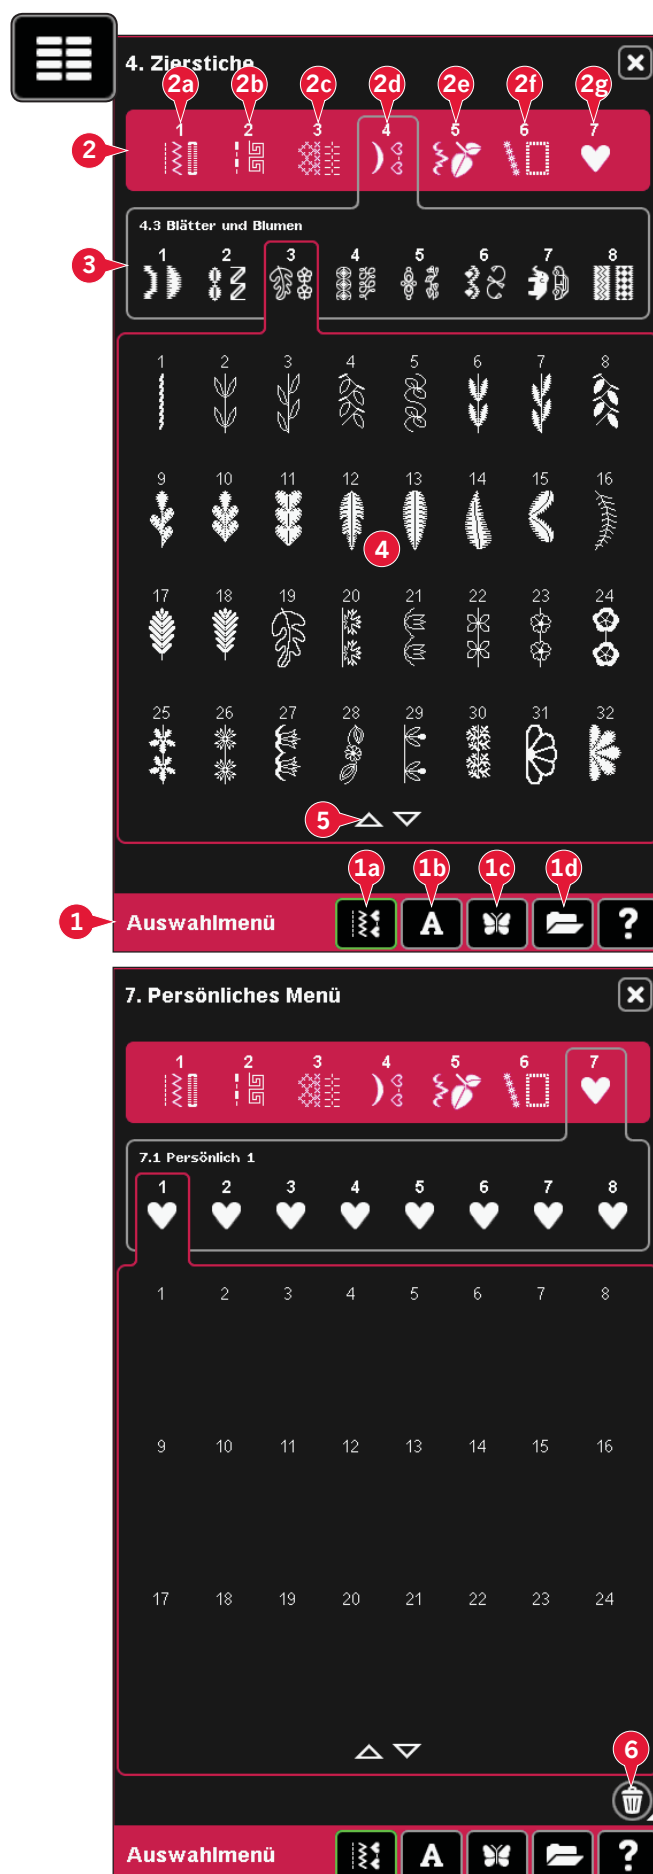 4. Zierstiche
2a 2b 2c 2d 2e 2f 2g
1 2 3 4 5 6 7
2
4.3 Blätter und Blumen
3
1 2 3 4 5 6 7 8
1 2 3 4 5 6 7 8
9 10 11 12 13 14 15 16
4
17 18 19 20 21 22 23 24
25 26 27 28 29 30 31 32
5
1a 1b 1c 1d
1 Auswahlmenü A ?
7. Persönliches Menü
1 2 3 4 5 6 7
7.1 Persönlich 1
1 2 3 4 5 6 7 8
1 2 3 4 5 6 7 8
9 10 11 12 13 14 15 16
17 18 19 20 21 22 23 24
6
Auswahlmenü A ?